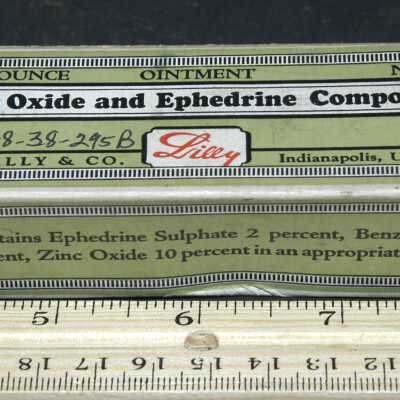 OUNCE OINTMENT N
Oxide and Ephedrine Compo
8-38-295B
ILLY & CO. Lilly Indianapolis, U
tains Ephedrine Sulphate 2 percent, Benz
ent, Zinc Oxide 10 percent in an appropriat
5 6 7
18 17 16 15 14 13 12